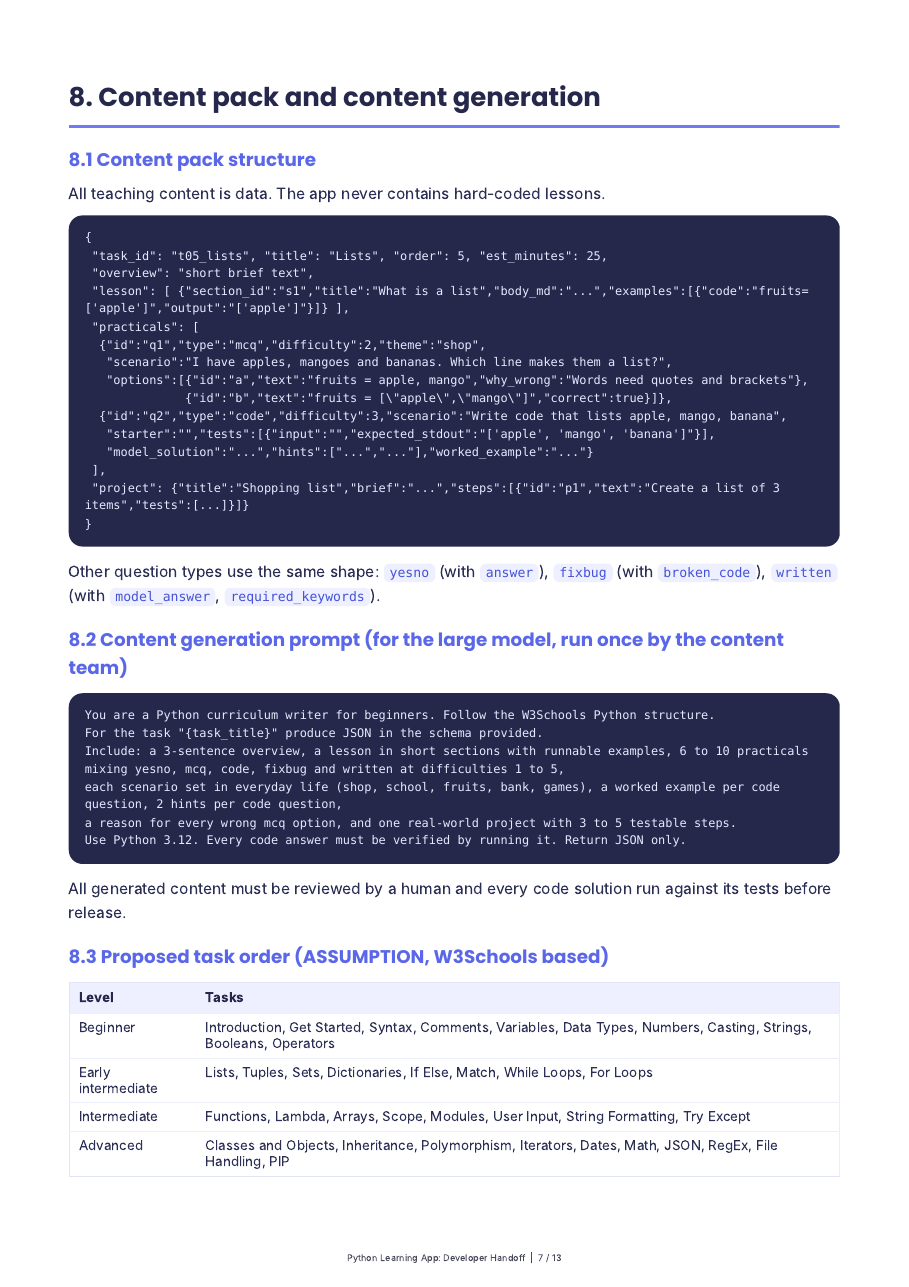 8. Content pack and content generation
8.1 Content pack structure
All teaching content is data. The app never contains hard-coded lessons.
{
 "task_id": "t05_lists", "title": "Lists", "order": 5, "est_minutes": 25,
 "overview": "short brief text",
 "lesson": [ {"section_id":"s1","title":"What is a list","body_md":"...","examples":[{"code":"fruits=
['apple']","output":"['apple']"}]} ],
 "practicals": [
  {"id":"q1","type":"mcq","difficulty":2,"theme":"shop",
   "scenario":"I have apples, mangoes and bananas. Which line makes them a list?",
   "options":[{"id":"a","text":"fruits = apple, mango","why_wrong":"Words need quotes and brackets"},
              {"id":"b","text":"fruits = [\"apple\",\"mango\"]","correct":true}]},
  {"id":"q2","type":"code","difficulty":3,"scenario":"Write code that lists apple, mango, banana",
   "starter":"","tests":[{"input":"","expected_stdout":"['apple', 'mango', 'banana']"}],
   "model_solution":"...","hints":["...","..."],"worked_example":"..."}
 ],
 "project": {"title":"Shopping list","brief":"...","steps":[{"id":"p1","text":"Create a list of 3
items","tests":[...]}]}
}
Other question types use the same shape: yesno (with answer), fixbug (with broken_code), written
(with model_answer, required_keywords).
8.2 Content generation prompt (for the large model, run once by the content
team)
You are a Python curriculum writer for beginners. Follow the W3Schools Python structure.
For the task "{task_title}" produce JSON in the schema provided.
Include: a 3-sentence overview, a lesson in short sections with runnable examples, 6 to 10 practicals
mixing yesno, mcq, code, fixbug and written at difficulties 1 to 5,
each scenario set in everyday life (shop, school, fruits, bank, games), a worked example per code
question, 2 hints per code question,
a reason for every wrong mcq option, and one real-world project with 3 to 5 testable steps.
Use Python 3.12. Every code answer must be verified by running it. Return JSON only.
All generated content must be reviewed by a human and every code solution run against its tests before
release.
8.3 Proposed task order (ASSUMPTION, W3Schools based)
Level Tasks
Beginner Introduction, Get Started, Syntax, Comments, Variables, Data Types, Numbers, Casting, Strings,
Booleans, Operators
Early Lists, Tuples, Sets, Dictionaries, If Else, Match, While Loops, For Loops
intermediate
Intermediate Functions, Lambda, Arrays, Scope, Modules, User Input, String Formatting, Try Except
Advanced Classes and Objects, Inheritance, Polymorphism, Iterators, Dates, Math, JSON, RegEx, File
Handling, PIP
Python Learning App: Developer Handoff | 7 / 13